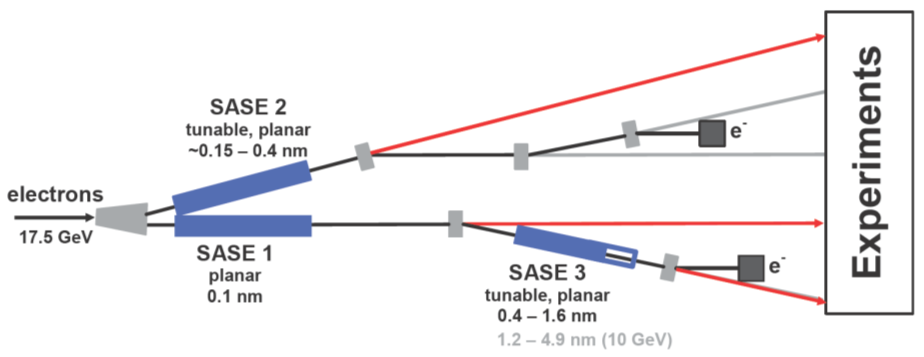 SASE 2
tunable, planar
~0.15 – 0.4 nm
electrons
17.5 GeV
SASE 1
planar
0.1 nm
e-
SASE 3
tunable, planar
0.4 – 1.6 nm
1.2 – 4.9 nm (10 GeV)
e-
Experiments